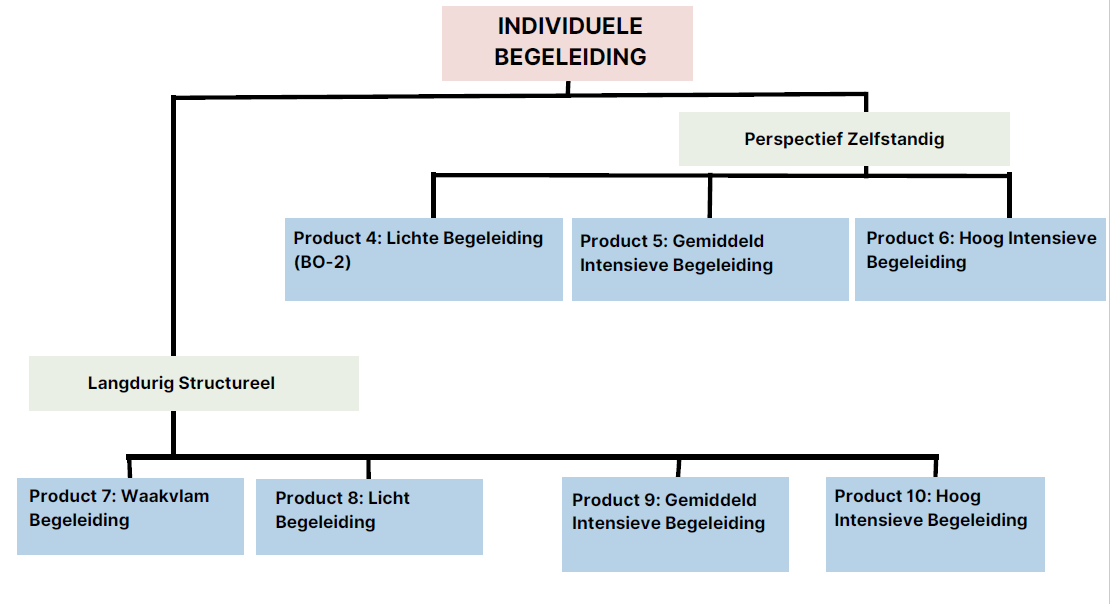 INDIVIDUELE
BEGELEIDING
Perspectief Zelfstandig
Product 4: Lichte Begeleiding
(BO-2)
Product 5: Gemiddeld
Intensieve Begeleiding
Product 6: Hoog Intensieve
Begeleiding
Langdurig Structureel
Product 7: Waakvlam
Begeleiding
Product 8: Licht
Begeleiding
Product 9: Gemiddeld
Intensieve Begeleiding
Product 10: Hoog
Intensieve Begeleiding